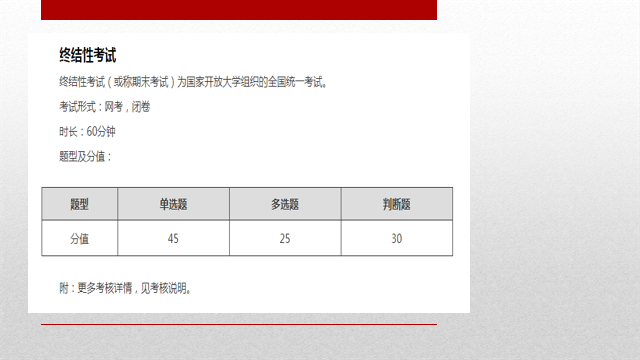 终结性考试
终结性考试（或称期末考试）为国家开放大学组织的全国统一考试。
考试形式：网考，闭卷
时长：60分钟
题型及分值：
题型 单选题 多选题 判断题
分值 45 25 30
附：更多考核详情，见考核说明。